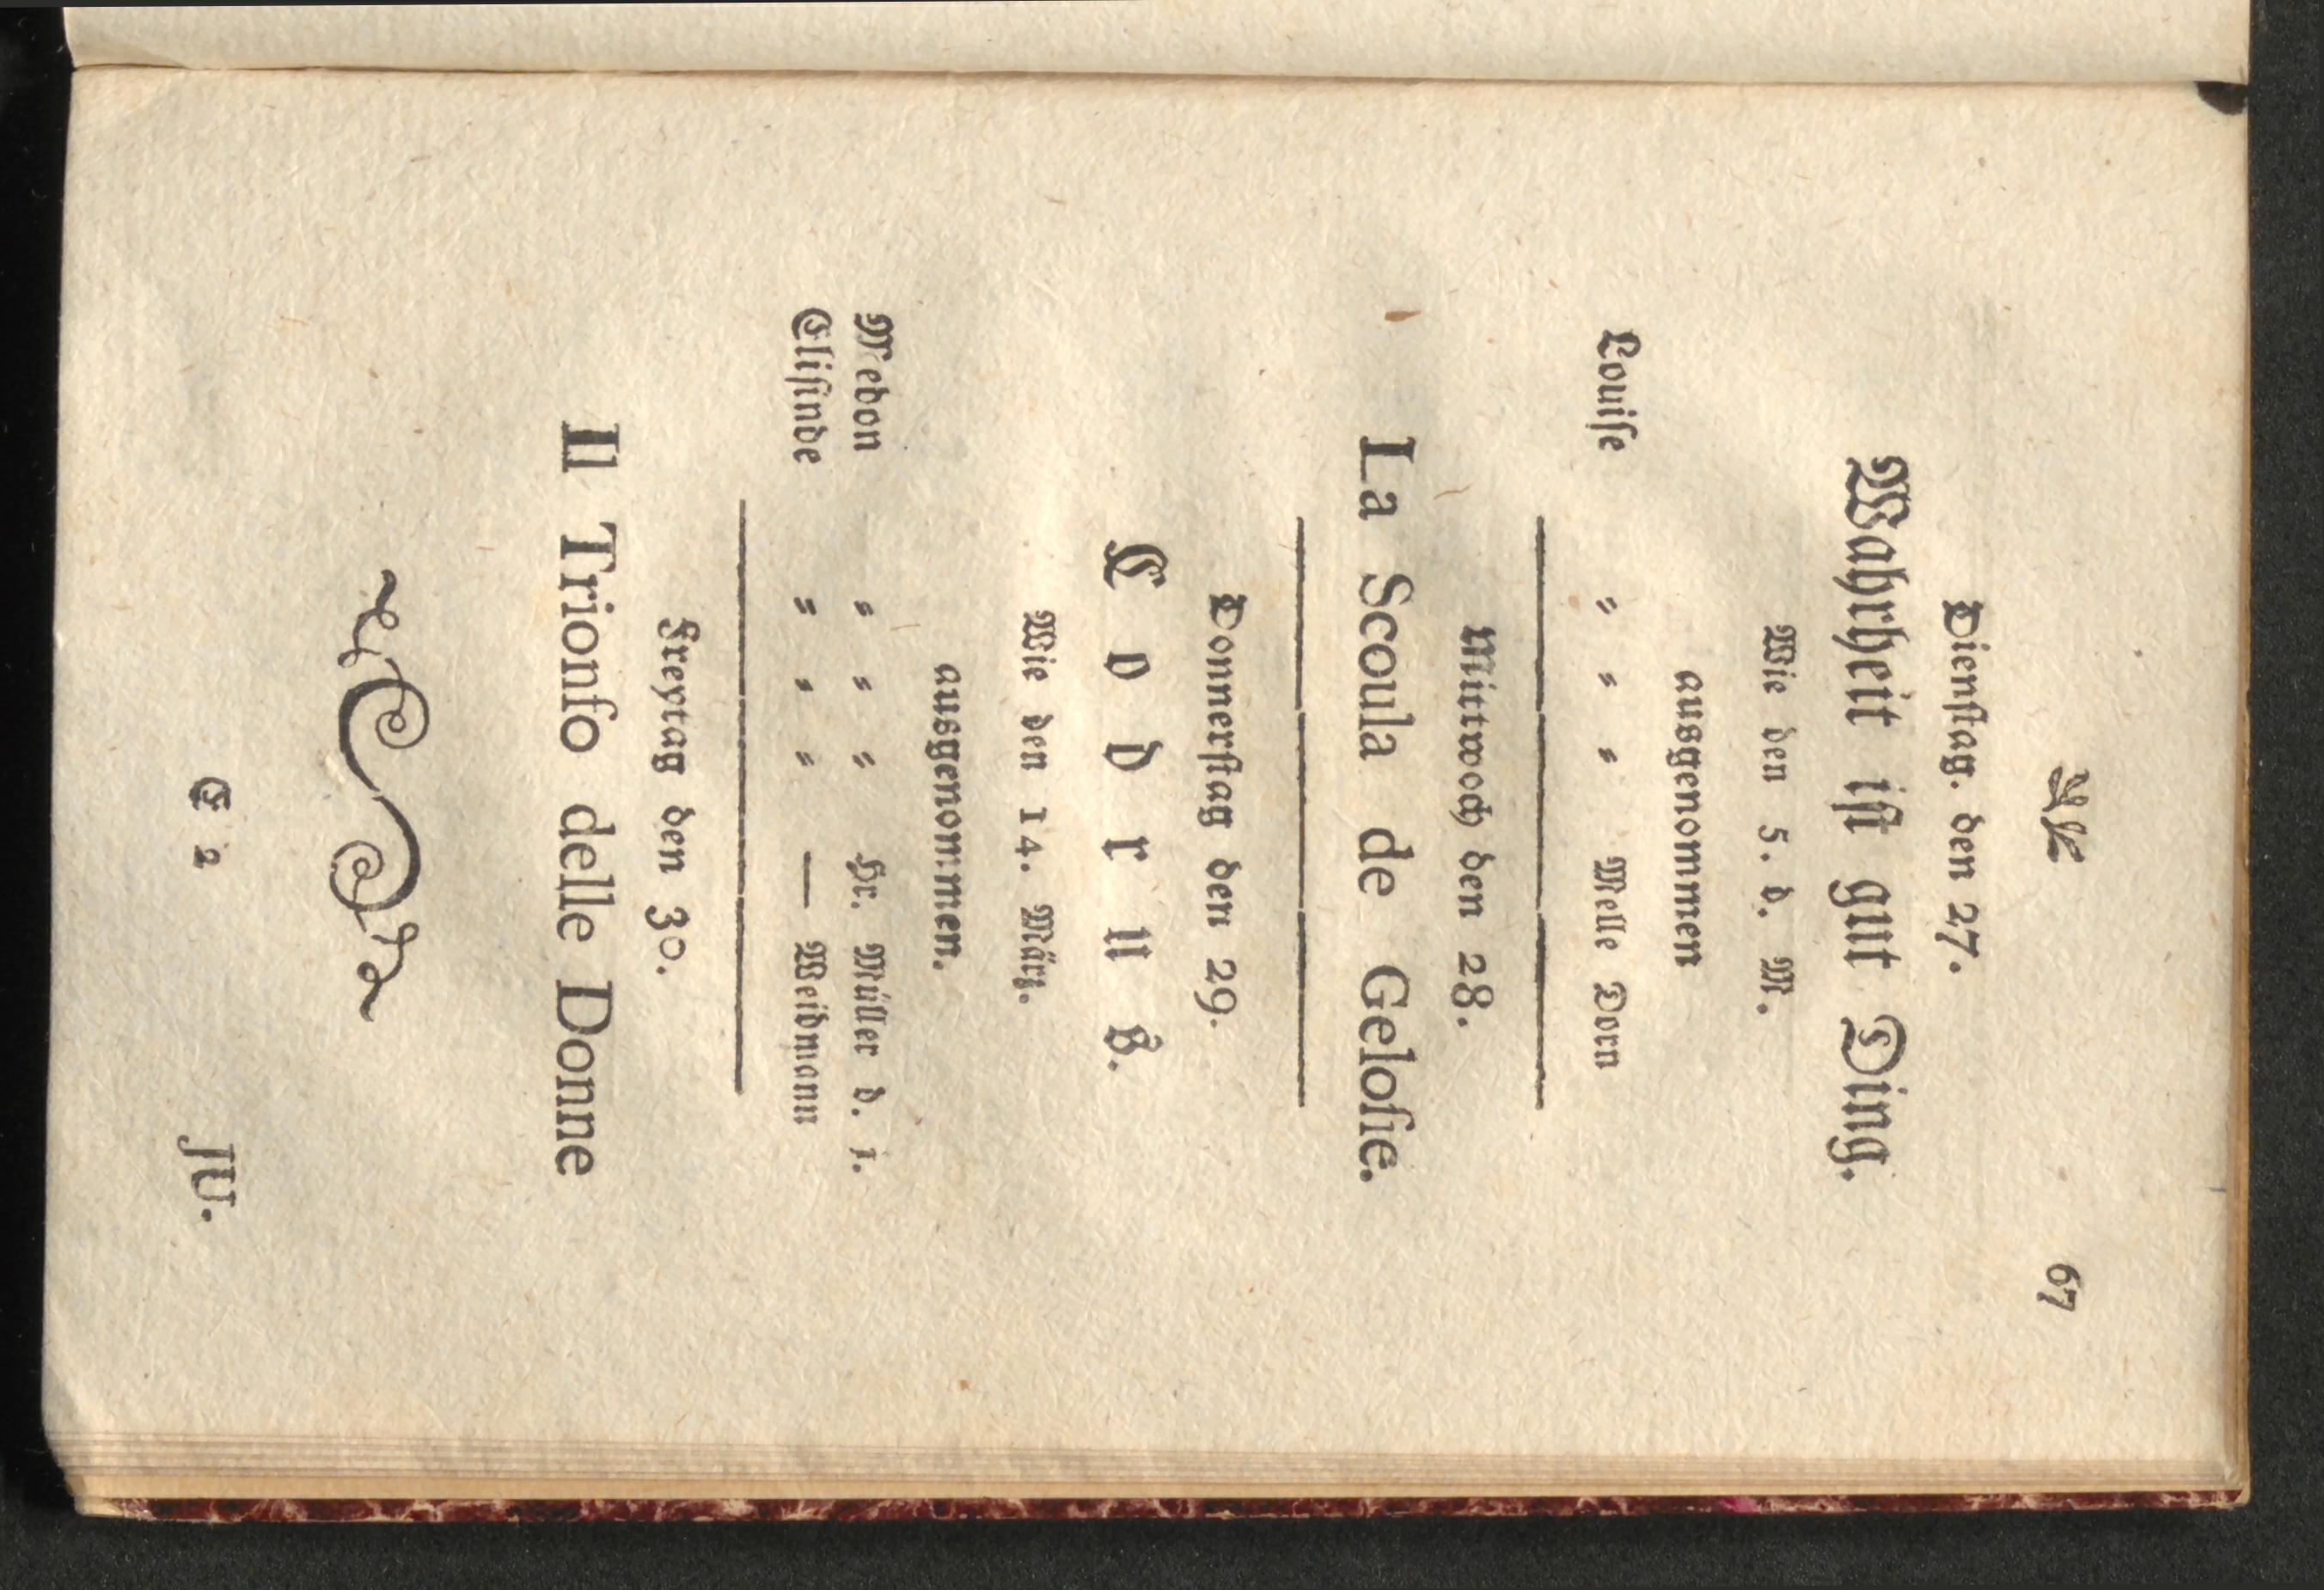 67
Dienſtag. den 27.
Wahrheit iſt gut Ding.
Wie den 5. d. M.
ausgenommen
Louiſe = = = Melle Dorn
Mittwoch den 28.
La Scoula de Geloſie.
Donnerſtag den 29.
Codrus.
Wie den 14. März.
ausgenommen.
Medon = = = Hr. Müller d. j.
Eliſinde = = = — Weidmann
Freytag den 30.
Il Trionfo delle Donne
E 2
JU.